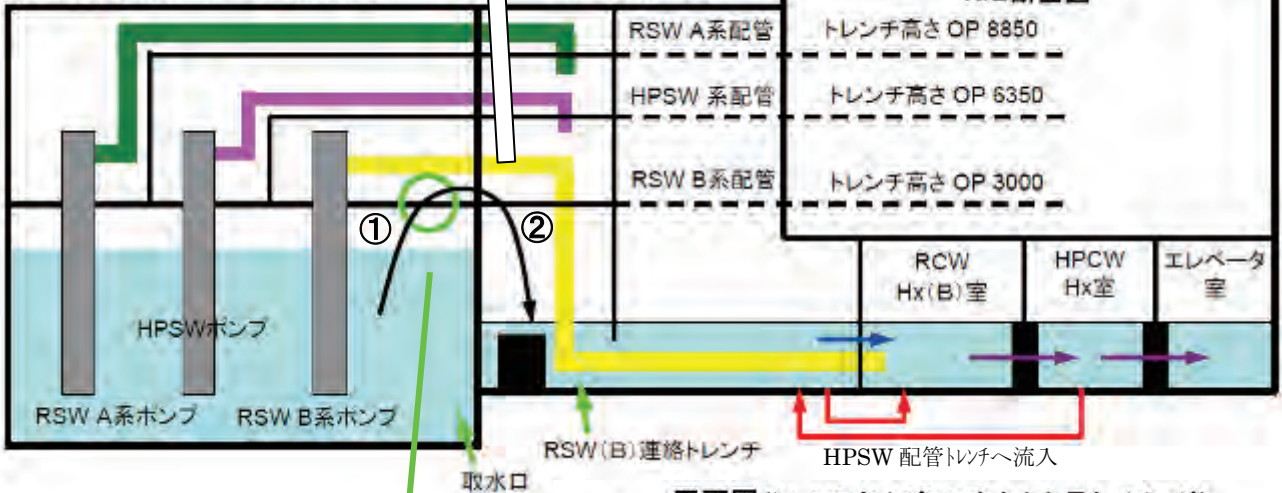 RSW A系配管 トレンチ高さ OP 8850
HPSW 系配管 トレンチ高さ OP 6350
RSW B系配管 トレンチ高さ OP 3000
① ②
RCW
Hx(B)室
HPCW
Hx室
エレベータ
室
HPSWポンプ
RSW A系ポンプ
RSW B系ポンプ
RSW(B)連絡トレンチ
HPSW 配管トレンチへ流入
取水口